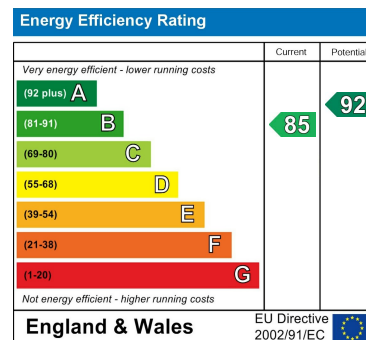 Energy Efficiency Rating
Current Potential
Very energy efficient - lower running costs
(92 plus) A
92
(81-91) B
85
(69-80) C
(55-68) D
(39-54) E
(21-38) F
(1-20) G
Not energy efficient - higher running costs
England & Wales
EU Directive
2002/91/EC